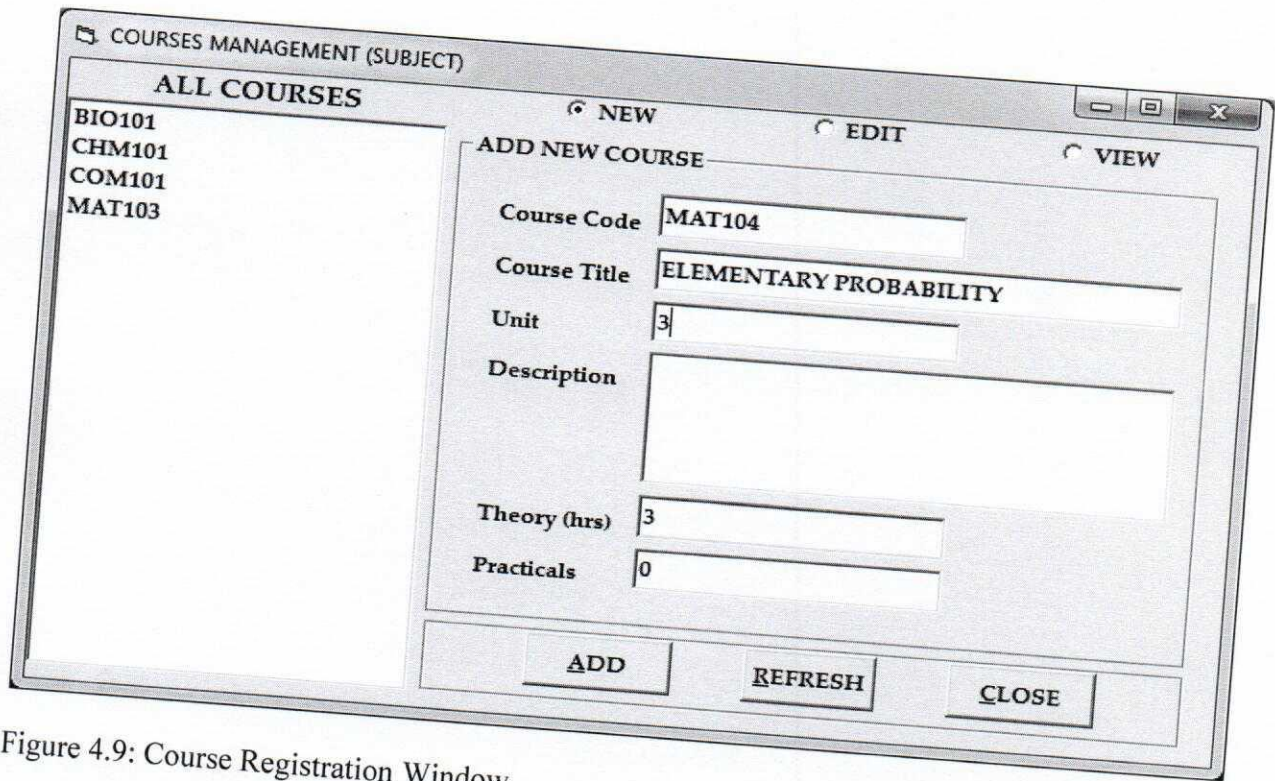 COURSES MANAGEMENT (SUBJECT)
ALL COURSES
BIO101
CHM101
COM101
MAT103
NEW
EDIT
VIEW
ADD NEW COURSE
Course Code MAT104
Course Title ELEMENTARY PROBABILITY
Unit 3
Description
Theory (hrs) 3
Practicals 0
ADD
REFRESH
CLOSE
Figure 4.9: Course Registration Window